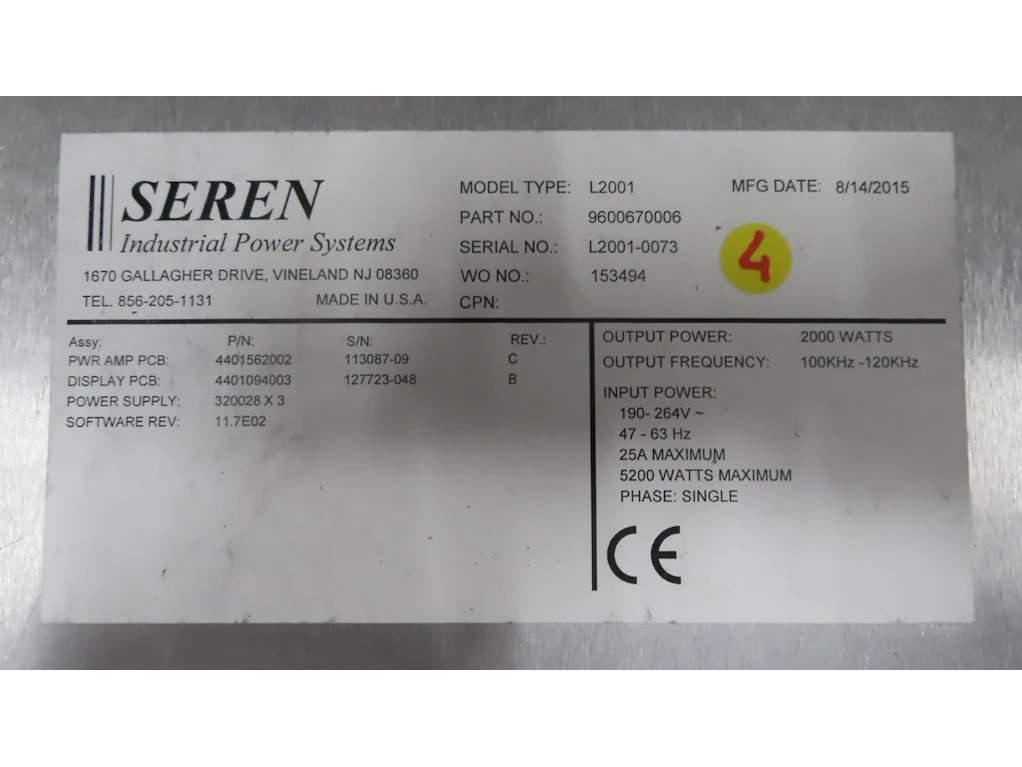 SEREN
Industrial Power Systems
1670 GALLAGHER DRIVE, VINELAND NJ 08360
TEL. 856-205-1131 MADE IN U.S.A.
MODEL TYPE: L2001 MFG DATE: 8/14/2015
PART NO.: 9600670006
SERIAL NO.: L2001-0073
WO NO.: 153494
CPN:
4
Assy: P/N: S/N: REV.:
PWR AMP PCB: 4401562002 113087-09 C
DISPLAY PCB: 4401094003 127723-048 B
POWER SUPPLY: 320028 X 3
SOFTWARE REV: 11.7E02
OUTPUT POWER: 2000 WATTS
OUTPUT FREQUENCY: 100KHz -120KHz
INPUT POWER:
190- 264V ~
47 - 63 Hz
25A MAXIMUM
5200 WATTS MAXIMUM
PHASE: SINGLE
CE